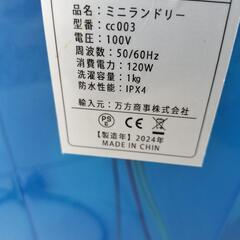 品名：ミニランドリー
型名：cc003
電圧：100V
周波数：50/60Hz
消費電力：120W
洗濯容量：1kg
防水性能：IPX4
輸入元：万方商事株式会社
PS E CE
【製造年】2024年
MADE IN CHIN